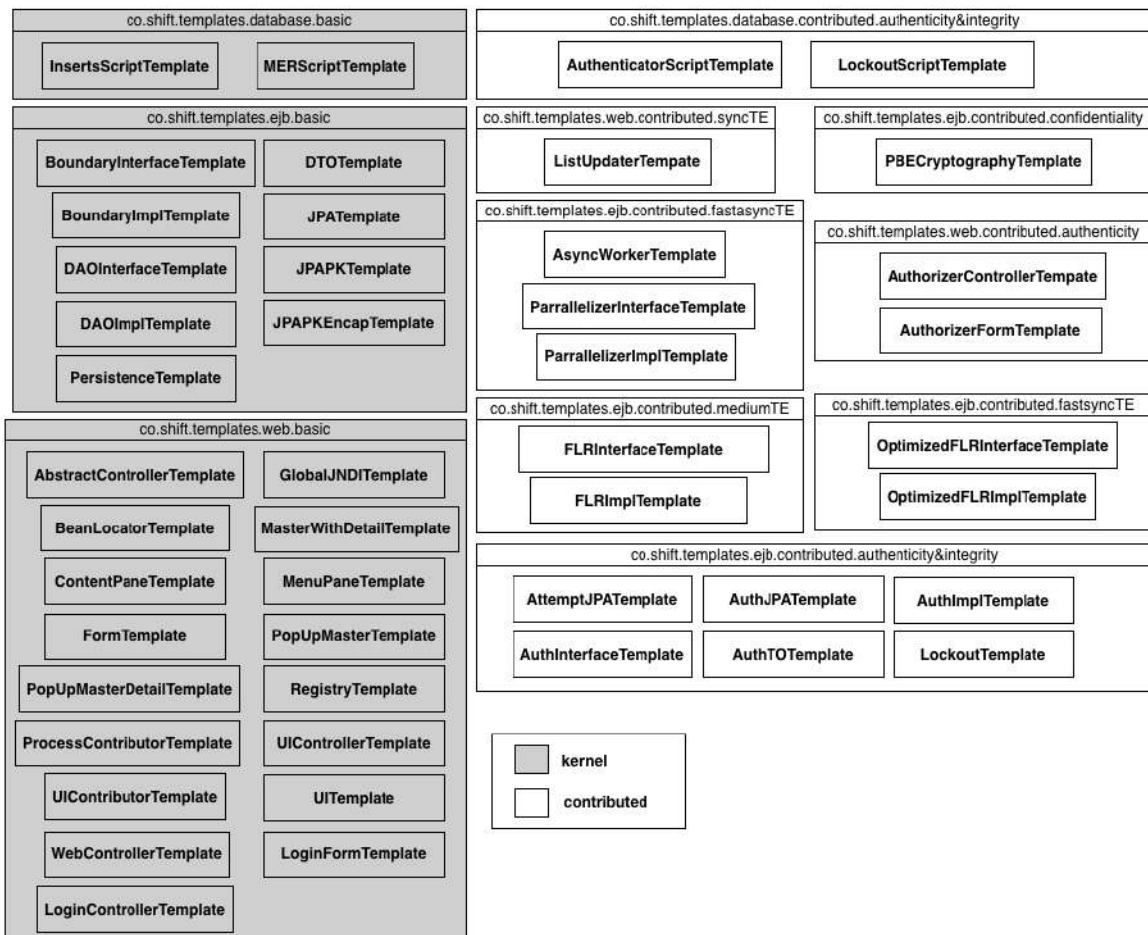 co.shift.templates.database.basic
InsertsScriptTemplate
MERScriptTemplate
co.shift.templates.ejb.basic
BoundaryInterfaceTemplate
DTOTemplate
BoundaryImplTemplate
JPATemplate
DAOInterfaceTemplate
JPAPKTemplate
DAOImplTemplate
JPAPKEncapTemplate
PersistenceTemplate
co.shift.templates.web.basic
AbstractControllerTemplate
GlobalJNDITemplate
BeanLocatorTemplate
MasterWithDetailTemplate
ContentPaneTemplate
MenuPaneTemplate
FormTemplate
PopUpMasterTemplate
PopUpMasterDetailTemplate
RegistryTemplate
ProcessContributorTemplate
UIControllerTemplate
UIContributorTemplate
UITemplate
WebControllerTemplate
LoginFormTemplate
LoginControllerTemplate
co.shift.templates.database.contributed.authenticity&integrity
AuthenticatorScriptTemplate
LockoutScriptTemplate
co.shift.templates.web.contributed.syncTE
ListUpdaterTempate
co.shift.templates.ejb.contributed.confidentiality
PBECryptographyTemplate
co.shift.templates.ejb.contributed.fastasyncTE
AsyncWorkerTemplate
ParrallelizerInterfaceTemplate
ParrallelizerImplTemplate
co.shift.templates.web.contributed.authenticity
AuthorizerControllerTempate
AuthorizerFormTemplate
co.shift.templates.ejb.contributed.mediumTE
FLRInterfaceTemplate
FLRImplTemplate
co.shift.templates.ejb.contributed.fastsyncTE
OptimizedFLRInterfaceTemplate
OptimizedFLRImplTemplate
co.shift.templates.ejb.contributed.authenticity&integrity
AttemptJPATemplate
AuthJPATemplate
AuthImplTemplate
AuthInterfaceTemplate
AuthTOTemplate
LockoutTemplate
kernel
contributed